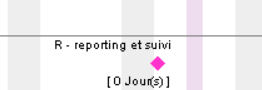 R - reporting et suivi
[ 0 Jour(s) ]